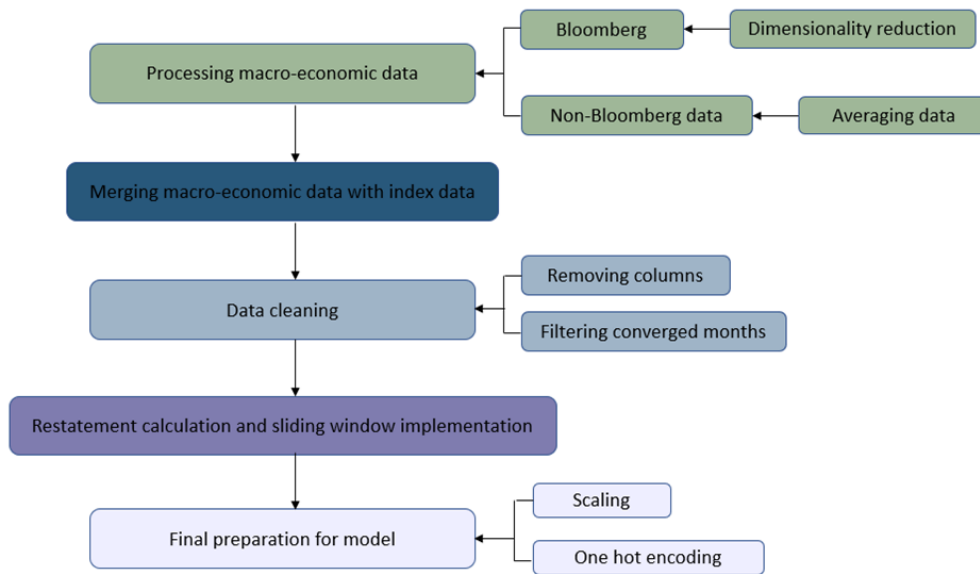 Bloomberg
Dimensionality reduction
Processing macro-economic data
Non-Bloomberg data
Averaging data
Merging macro-economic data with index data
Removing columns
Data cleaning
Filtering converged months
Restatement calculation and sliding window implementation
Scaling
Final preparation for model
One hot encoding